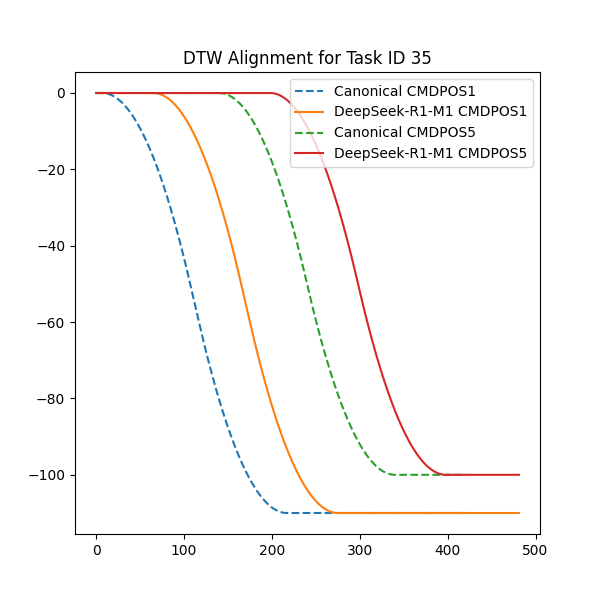 DTW Alignment for Task ID 35
Canonical CMDPOS1
DeepSeek-R1-M1 CMDPOS1
Canonical CMDPOS5
DeepSeek-R1-M1 CMDPOS5
0
−20
−40
−60
−80
−100
0 100 200 300 400 500